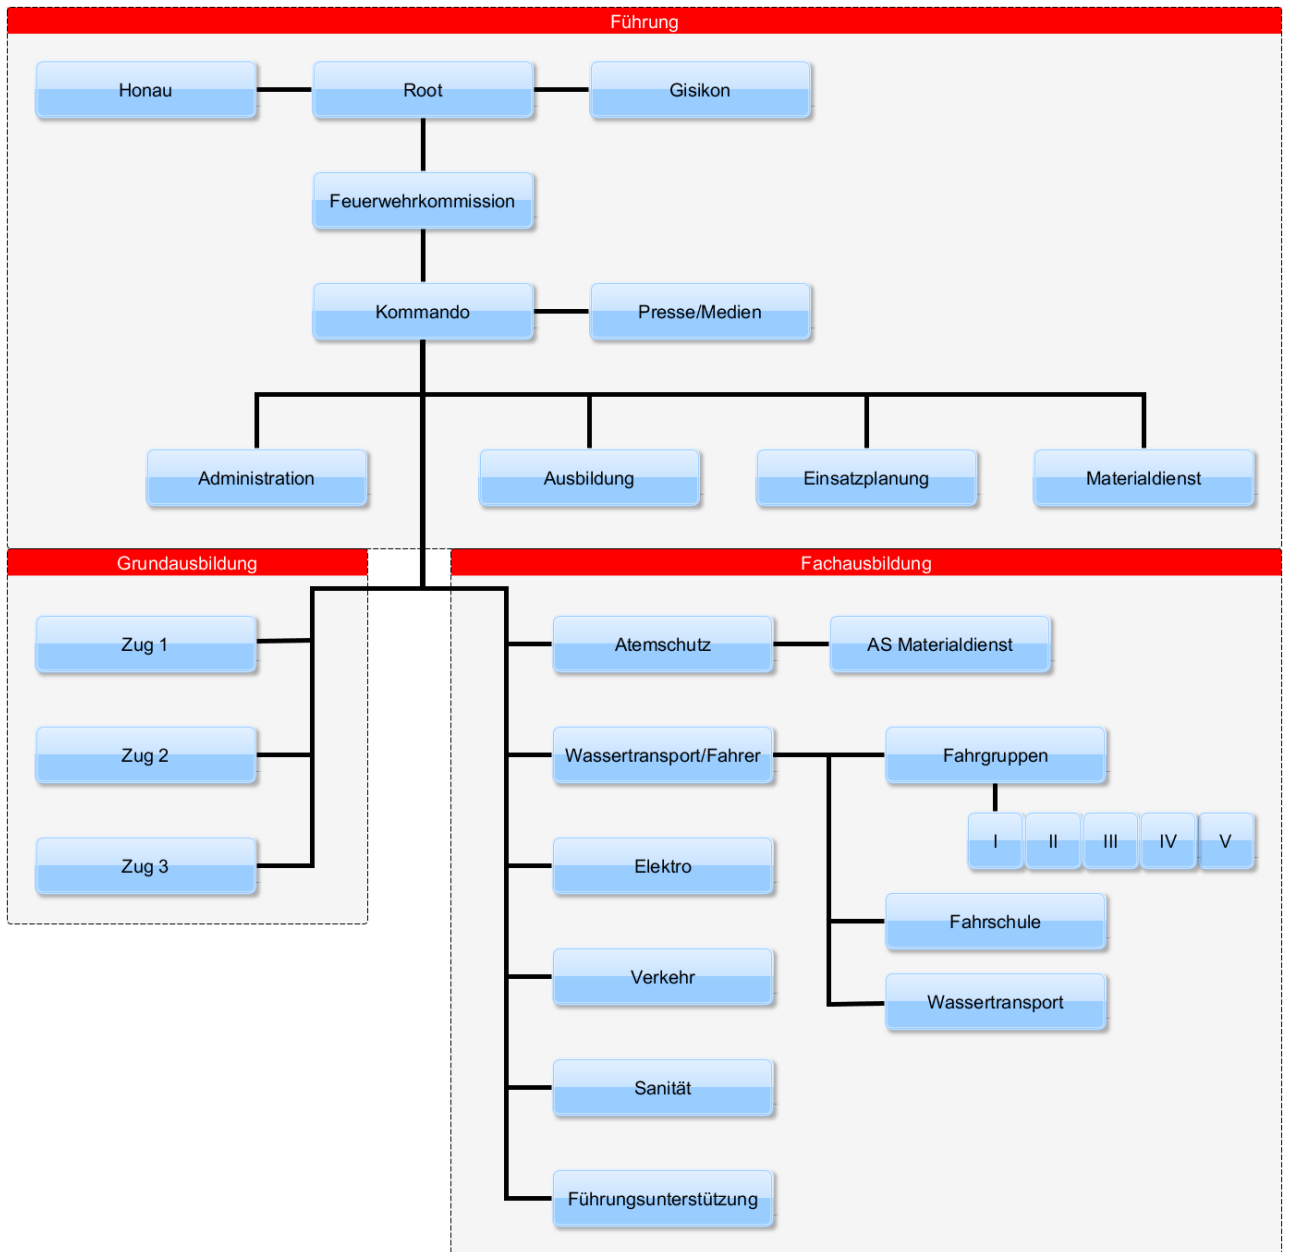 Führung
Honau
Root
Gisikon
Feuerwehrkommission
Kommando
Presse/Medien
Administration
Ausbildung
Einsatzplanung
Materialdienst
Grundausbildung
Zug 1
Zug 2
Zug 3
Fachausbildung
Atemschutz
AS Materialdienst
Wassertransport/Fahrer
Fahrgruppen
I
II
III
IV
V
Elektro
Fahrschule
Verkehr
Wassertransport
Sanität
Führungsunterstützung